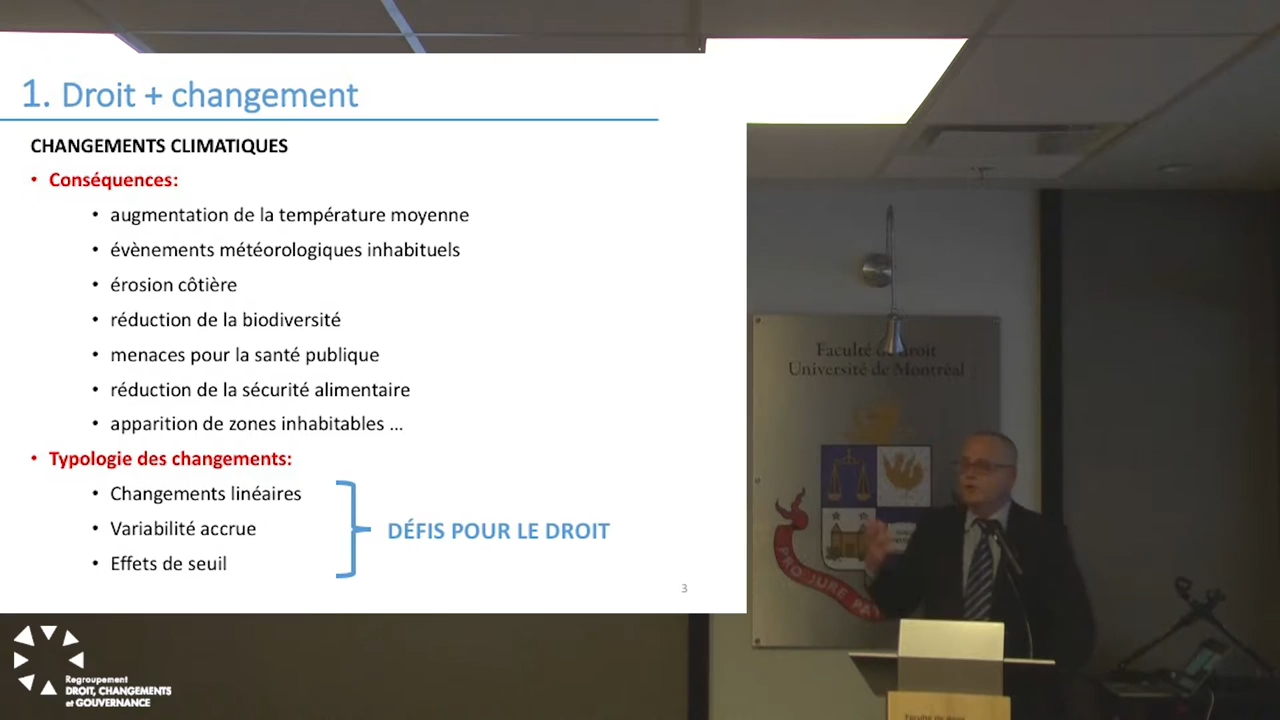 1. Droit + changement
CHANGEMENTS CLIMATIQUES
• Conséquences:
• augmentation de la température moyenne
• évènements météorologiques inhabituels
• érosion côtière
• réduction de la biodiversité
• menaces pour la santé publique
• réduction de la sécurité alimentaire
• apparition de zones inhabitables ...
• Typologie des changements:
• Changements linéaires
• Variabilité accrue
• Effets de seuil
DÉFIS POUR LE DROIT
3
Faculté de droit
Université de Montréal
PRO JURE
Regroupement
DROIT, CHANGEMENTS
et GOUVERNANCE